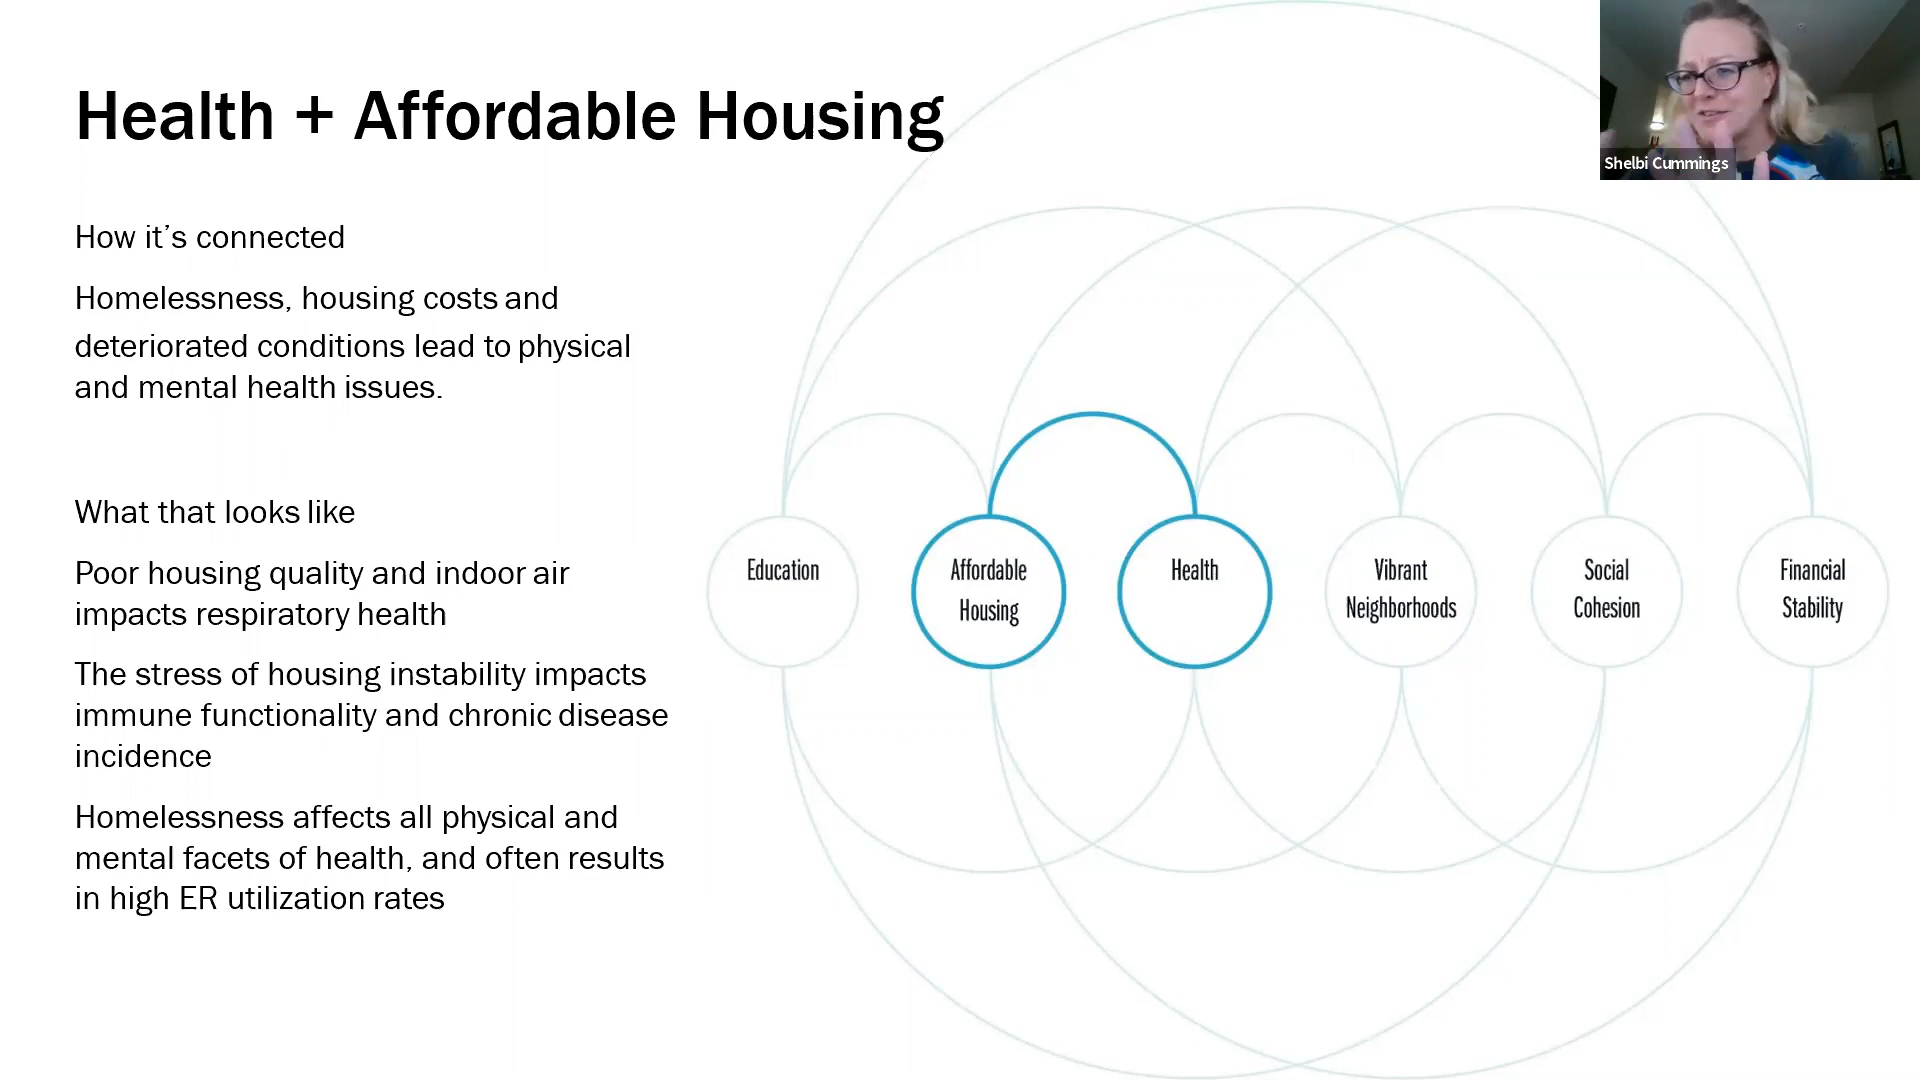 Health + Affordable Housing
Shelbi Cummings
How it’s connected
Homelessness, housing costs and
deteriorated conditions lead to physical
and mental health issues.
What that looks like
Poor housing quality and indoor air
impacts respiratory health
The stress of housing instability impacts
immune functionality and chronic disease
incidence
Homelessness affects all physical and
mental facets of health, and often results
in high ER utilization rates
Education
Affordable
Housing
Health
Vibrant
Neighborhoods
Social
Cohesion
Financial
Stability